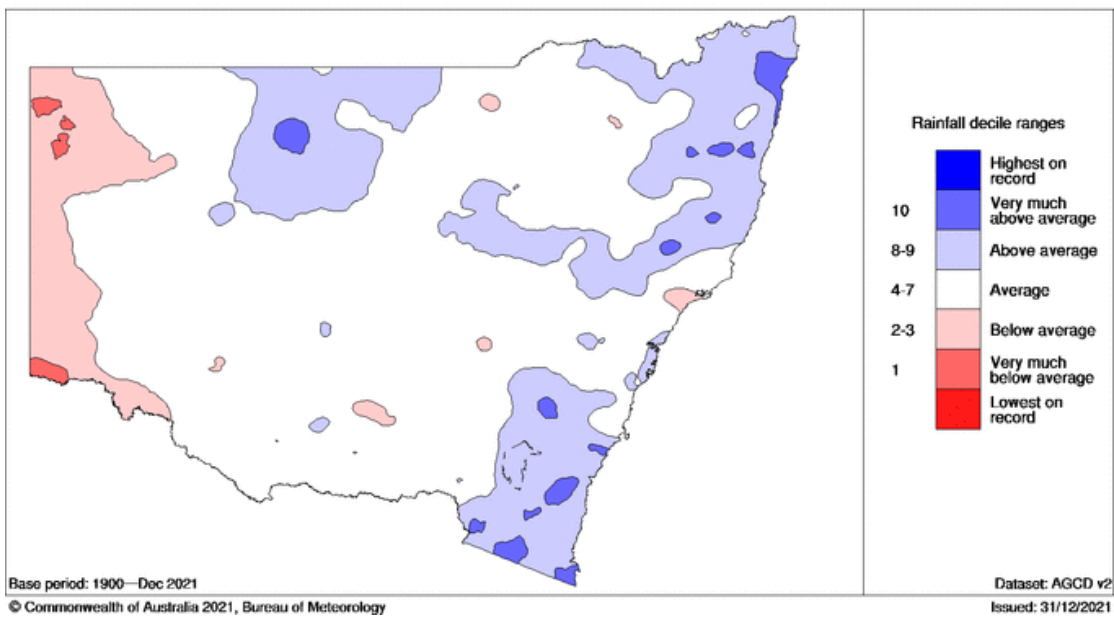 Rainfall decile ranges
Highest on
record
10
Very much
above average
8-9
Above average
4-7
Average
2-3
Below average
1
Very much
below average
Lowest on
record
Base period: 1900—Dec 2021
Dataset: AGCD v2
© Commonwealth of Australia 2021, Bureau of Meteorology
Issued: 31/12/2021